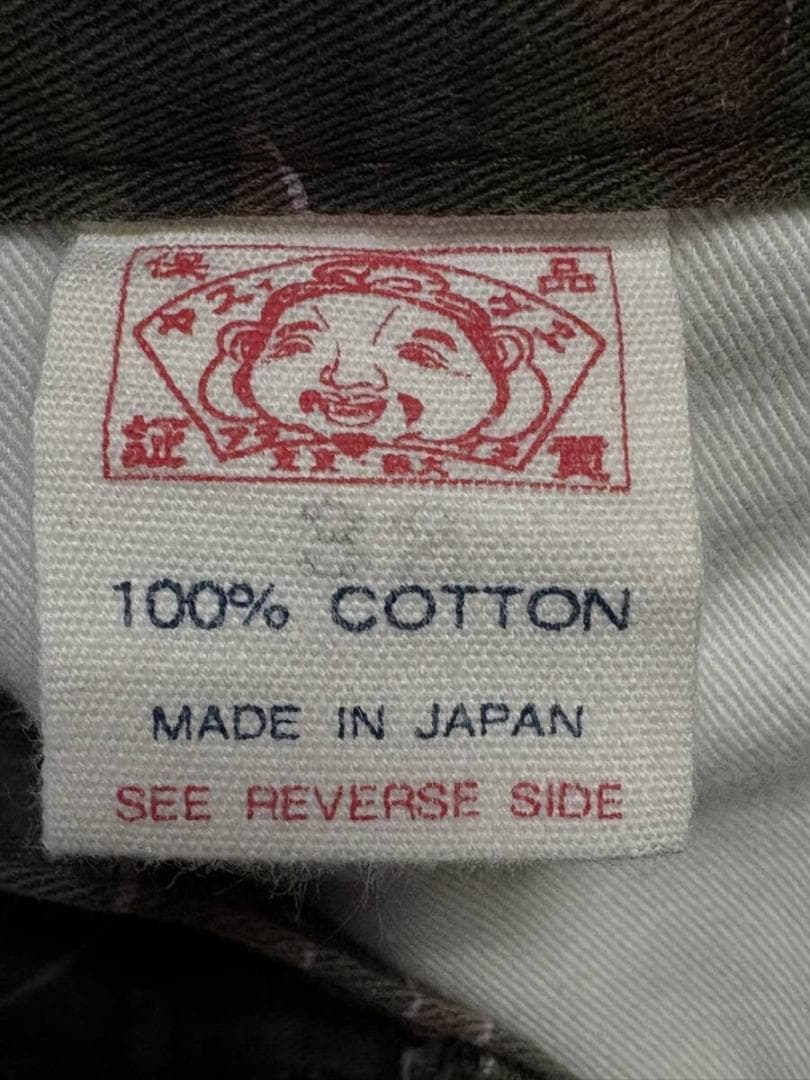 保 品
証 質
100% COTTON
MADE IN JAPAN
SEE REVERSE SIDE